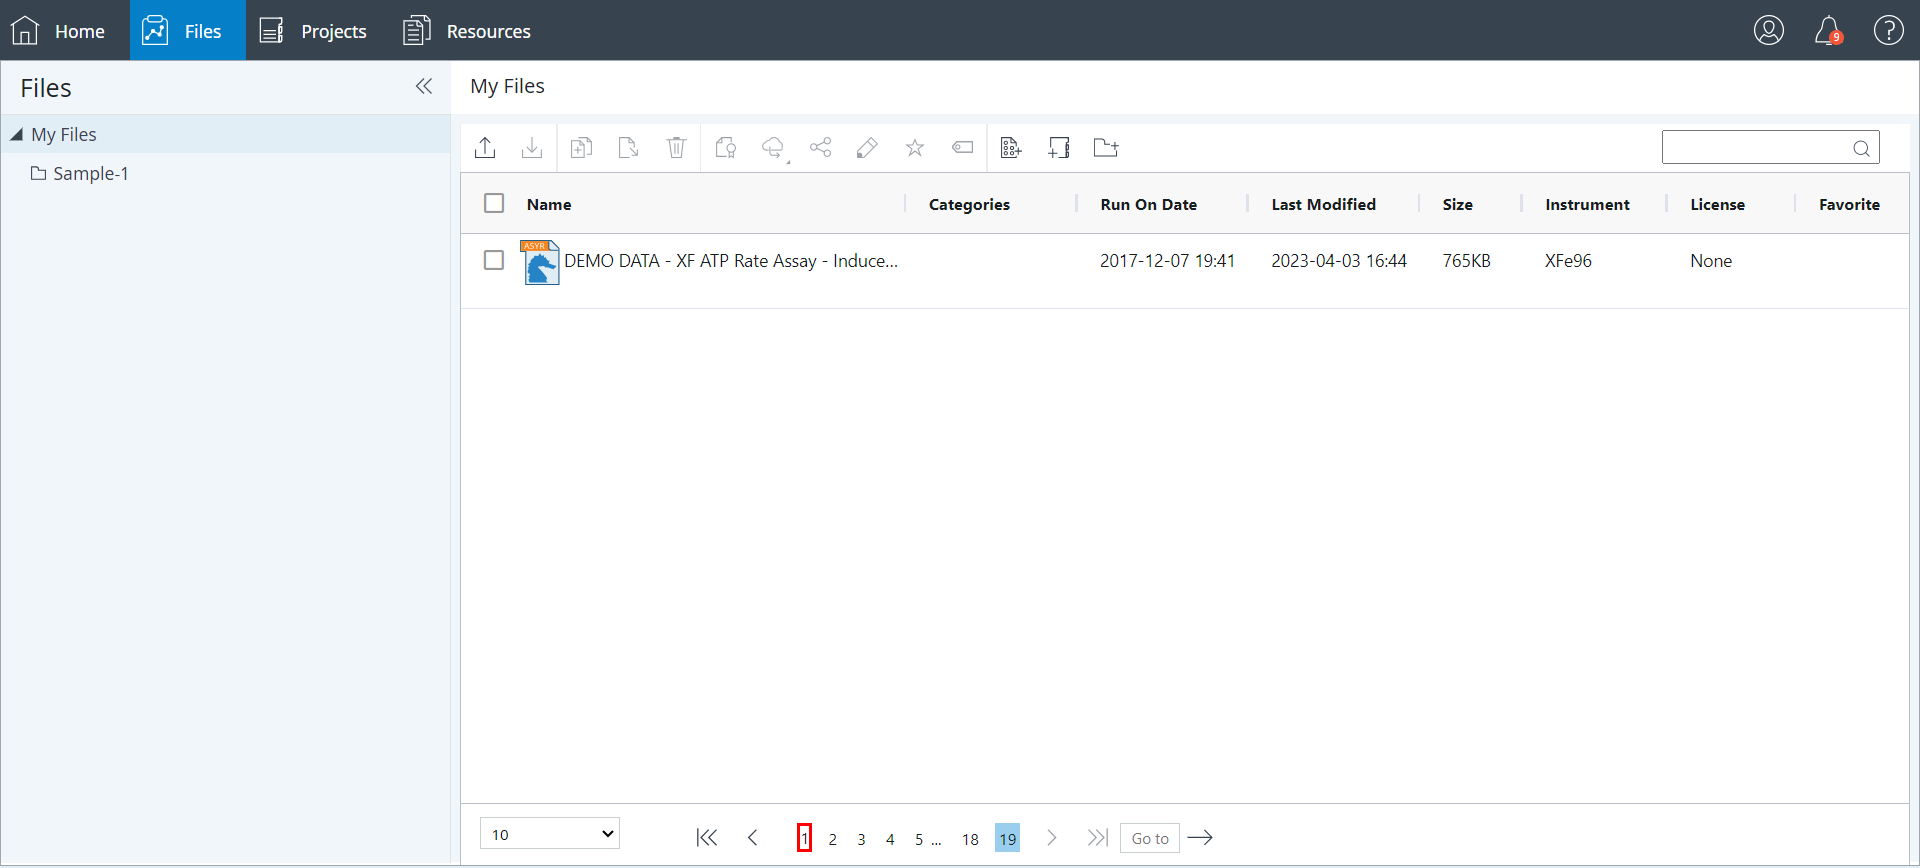 Home Files Projects Resources 9 ?
Files
My Files
My Files
Sample-1
Name Categories Run On Date Last Modified Size Instrument License Favorite
ASYR
DEMO DATA - XF ATP Rate Assay - Induce... 2017-12-07 19:41 2023-04-03 16:44 765KB XFe96 None
10 1 2 3 4 5 ... 18 19 Go to